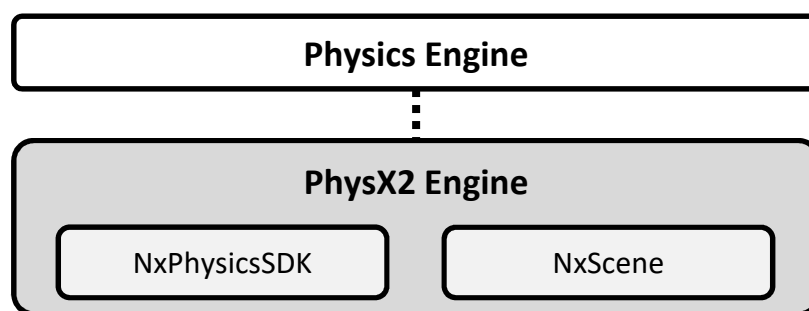 Physics Engine
PhysX2 Engine
NxPhysicsSDK
NxScene